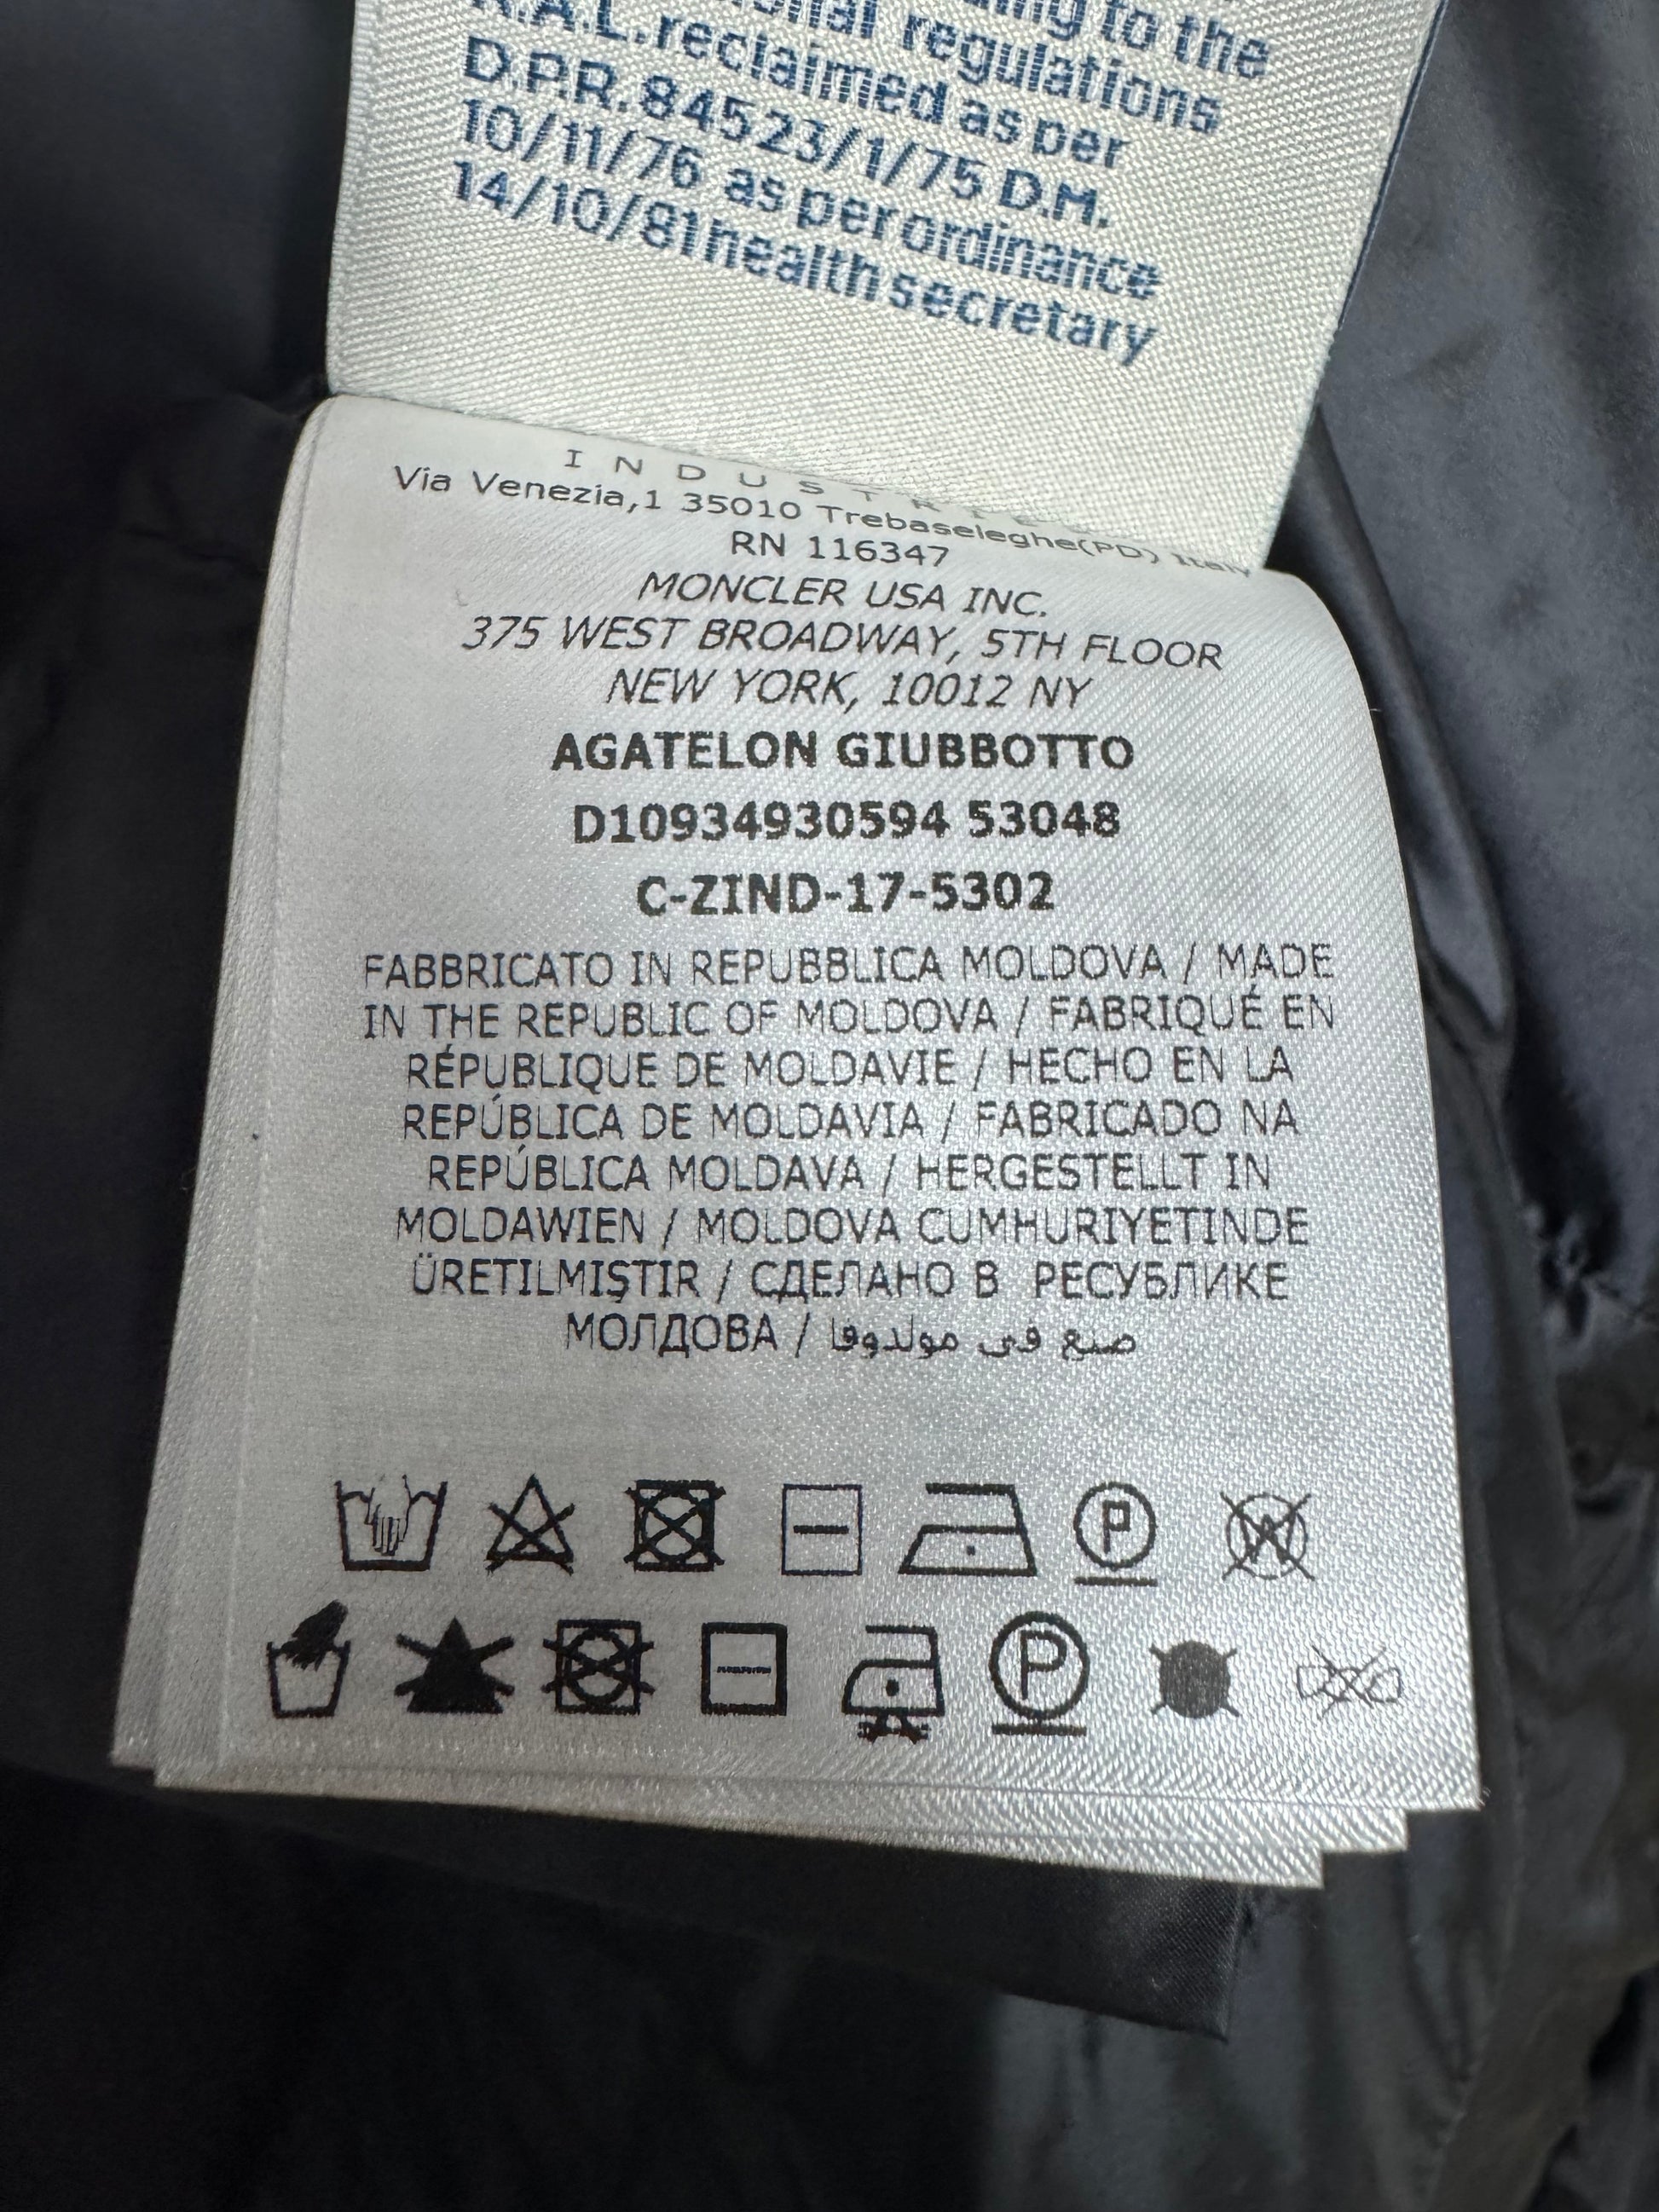 to the
regulations
reclaimed as per
D.P.R. 84523/1/75 D.M.
10/11/76 as per ordinance
14/10/81 health secretary
INDUSTRIES
Via Venezia,1 35010 Trebaseleghe(PD) Italy
RN 116347
MONCLER USA INC.
375 WEST BROADWAY, 5TH FLOOR
NEW YORK, 10012 NY
AGATELON GIUBBOTTO
D10934930594 53048
C-ZIND-17-5302
FABBRICATO IN REPUBBLICA MOLDOVA / MADE
IN THE REPUBLIC OF MOLDOVA / FABRIQUÉ EN
RÉPUBLIQUE DE MOLDAVIE / HECHO EN LA
REPÚBLICA DE MOLDAVIA / FABRICADO NA
REPÚBLICA MOLDAVA / HERGESTELLT IN
MOLDAWIEN / MOLDOVA CUMHURIYETINDE
ÜRETILMIŞTIR / СДЕЛАНО В РЕСУБЛИКЕ
МОЛДОВА / صنع في مولدوفا
P W
P